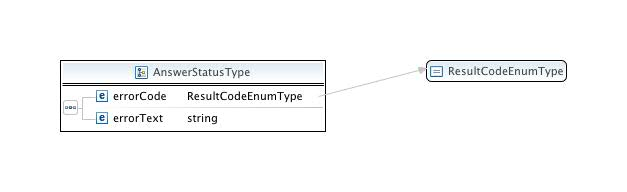 AnswerStatusType
ResultCodeEnumType
errorCode ResultCodeEnumType
errorText string